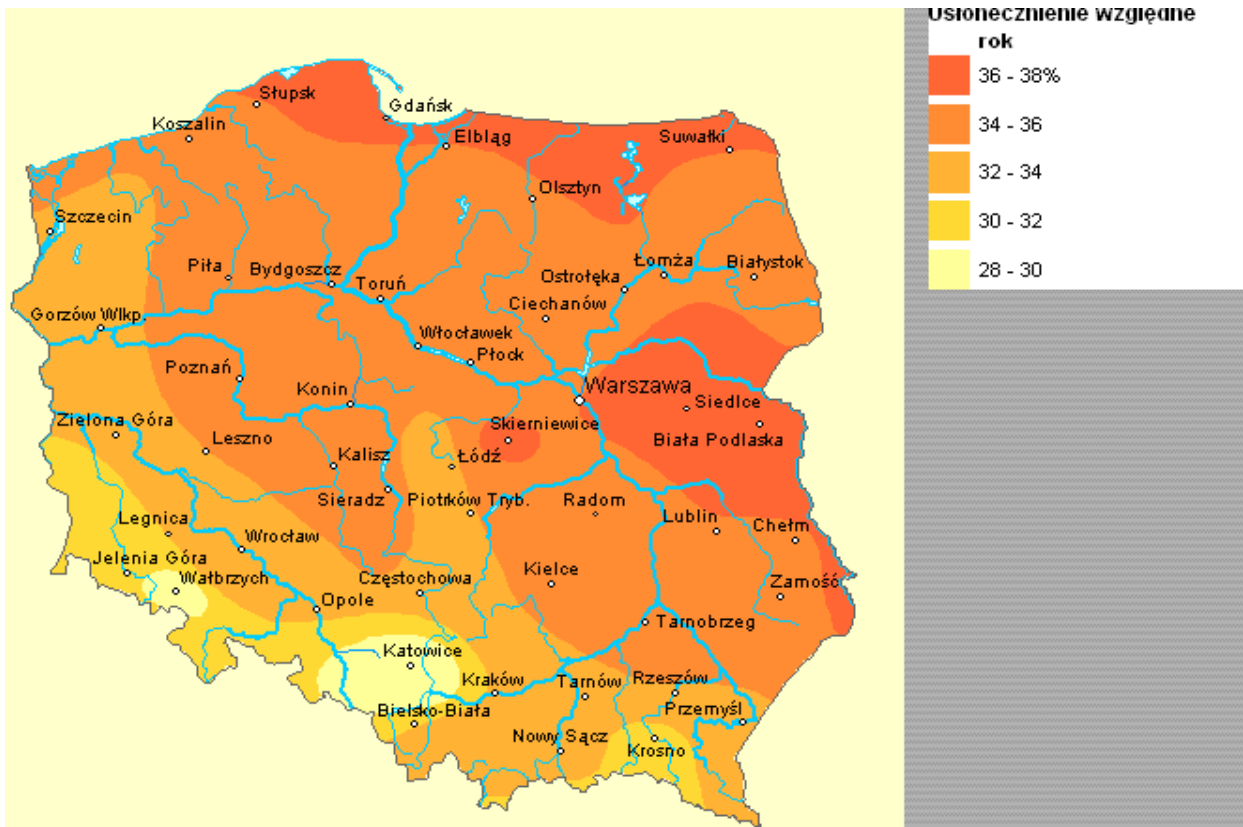 Usłonecznienie względne
rok
36 - 38%
34 - 36
32 - 34
30 - 32
28 - 30
Słupsk
Gdańsk
Koszalin
Elbląg
Suwałki
Olsztyn
Szczecin
Piła
Bydgoszcz
Toruń
Ostrołęka
Łomża
Białystok
Ciechanów
Gorzów Wlkp.
Włocławek
Płock
Poznań
Konin
Warszawa
Siedlce
Zielona Góra
Skierniewice
Biała Podlaska
Leszno
Kalisz
Łódź
Sieradz
Piotrków Tryb.
Radom
Lublin
Chełm
Legnica
Wrocław
Jelenia Góra
Wałbrzych
Częstochowa
Kielce
Zamość
Opole
Tarnobrzeg
Katowice
Kraków
Tarnów
Rzeszów
Bielsko-Biała
Przemyśl
Nowy Sącz
Krosno